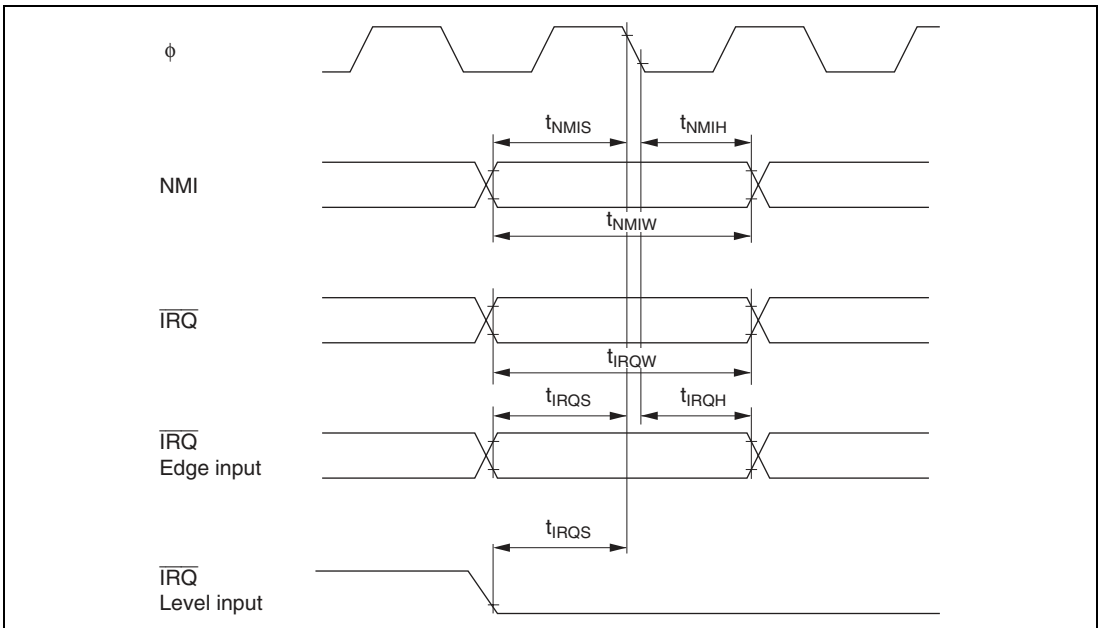 φ
tNMIS
tNMIH
NMI
tNMIW
IRQ
tIRQW
tIRQS
tIRQH
IRQ
Edge input
tIRQS
IRQ
Level input